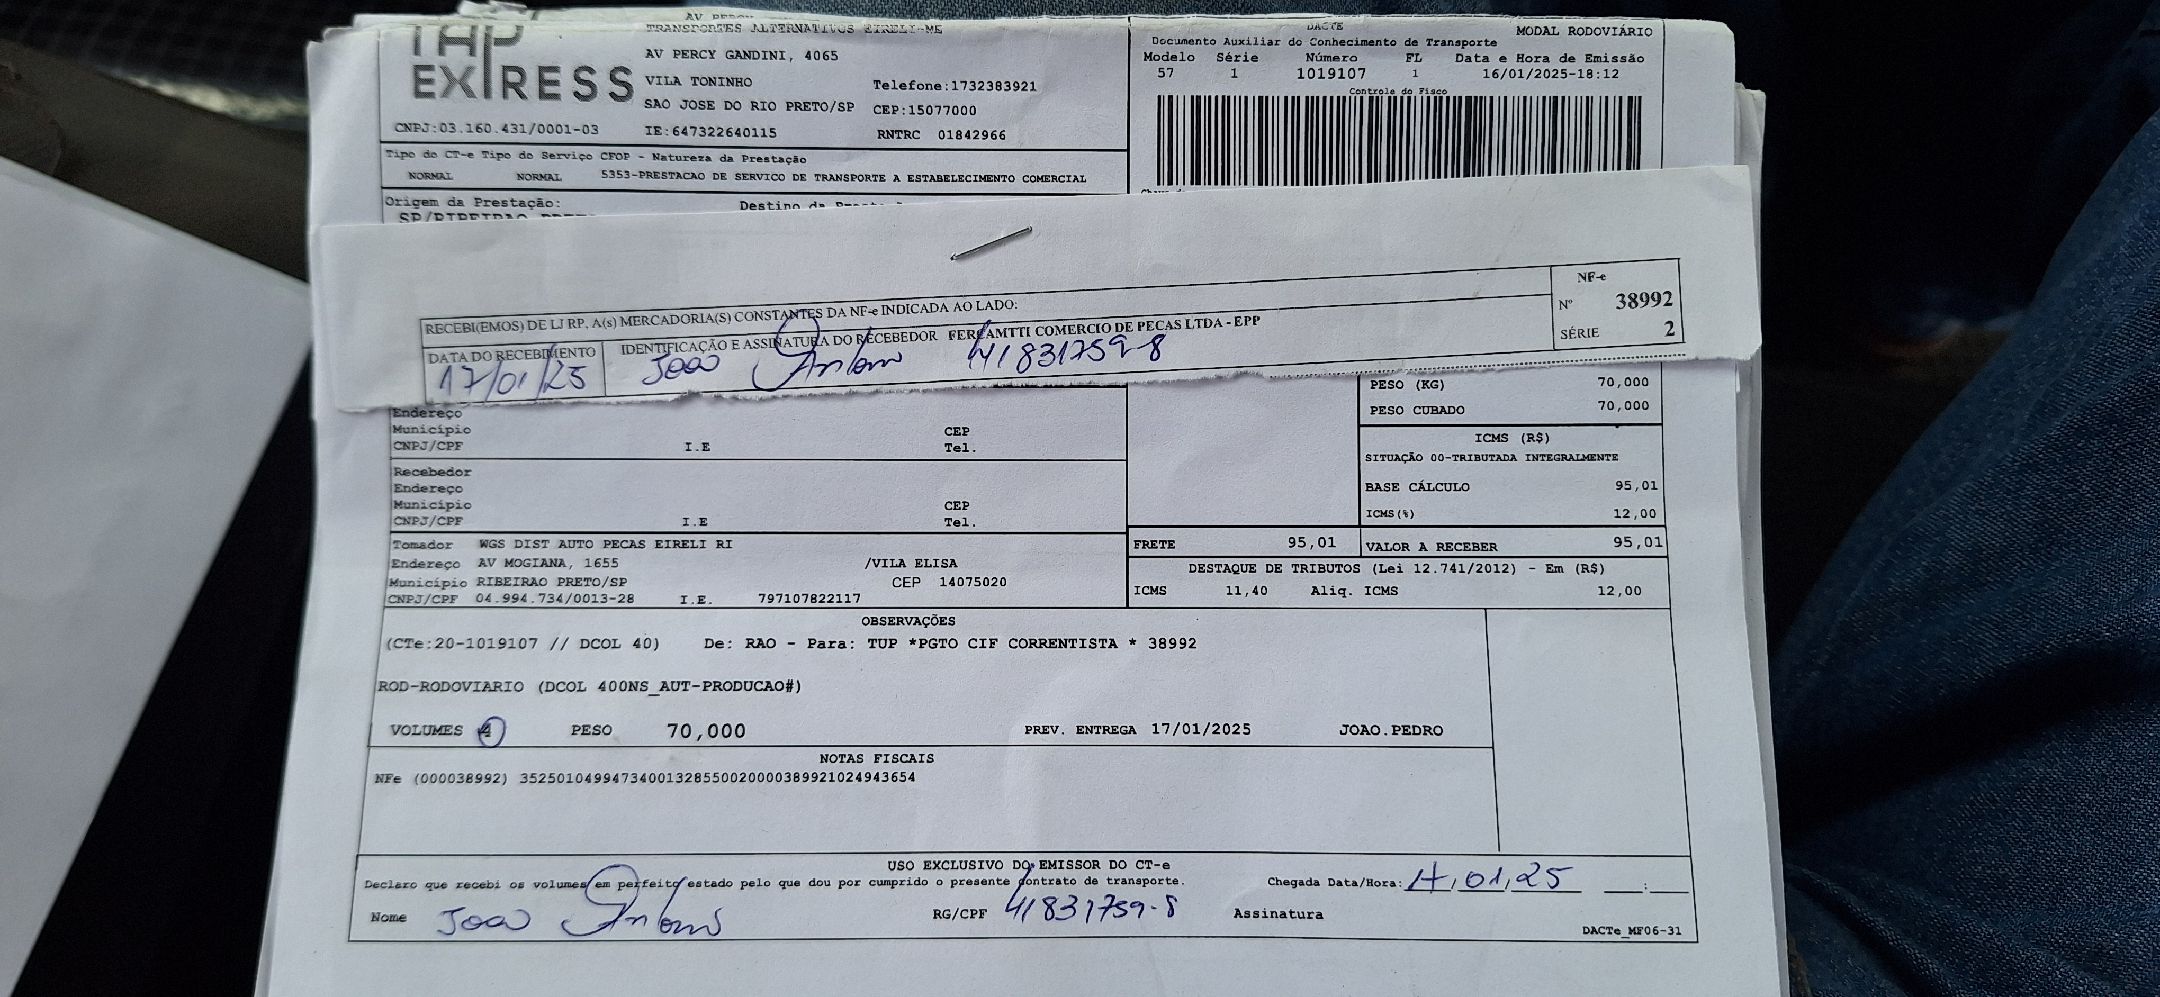 TRANSPORTES ALTERNATIVOS EIRELI-ME
EXPRESS
AV PERCY GANDINI, 4065
VILA TONINHO
Telefone:1732383921
SAO JOSE DO RIO PRETO/SP CEP:15077000
CNPJ:03.160.431/0001-03 IE:647322640115 RNTRC 01842966
DACTE MODAL RODOVIÁRIO
Documento Auxiliar do Conhecimento de Transporte
Modelo Série Número FL Data e Hora de Emissão
57 1 1019107 1 16/01/2025-18:12
Controle do Fisco
Tipo do CT-e Tipo do Serviço CFOP - Natureza da Prestação
NORMAL NORMAL 5353-PRESTACAO DE SERVICO DE TRANSPORTE A ESTABELECIMENTO COMERCIAL
Origem da Prestação: Destino da
RECEBI(EMOS) DE LJ RP, A(s) MERCADORIA(S) CONSTANTES DA NF-e INDICADA AO LADO:
DATA DO RECEBIMENTO IDENTIFICAÇÃO E ASSINATURA DO RECEBEDOR FERCAMTTI COMERCIO DE PECAS LTDA - EPP
17/01/25 Joao Antonio 41831759-8
NF-e
Nº 38992
SÉRIE 2
PESO (KG) 70,000
PESO CUBADO 70,000
ICMS (R$)
SITUAÇÃO 00-TRIBUTADA INTEGRALMENTE
BASE CÁLCULO 95,01
ICMS(%) 12,00
Endereço
Município CEP
CNPJ/CPF I.E Tel.
Recebedor
Endereço
Município CEP
CNPJ/CPF I.E Tel.
Tomador WGS DIST AUTO PECAS EIRELI RI
Endereço AV MOGIANA, 1655 /VILA ELISA
Município RIBEIRAO PRETO/SP CEP 14075020
CNPJ/CPF 04.994.734/0013-28 I.E. 797107822117
FRETE 95,01 VALOR A RECEBER 95,01
DESTAQUE DE TRIBUTOS (Lei 12.741/2012) - Em (R$)
ICMS 11,40 Aliq. ICMS 12,00
OBSERVAÇÕES
(CTe:20-1019107 // DCOL 40) De: RAO - Para: TUP *PGTO CIF CORRENTISTA * 38992
ROD-RODOVIARIO (DCOL 400NS_AUT-PRODUCAO#)
VOLUMES 4 PESO 70,000 PREV. ENTREGA 17/01/2025 JOAO.PEDRO
NOTAS FISCAIS
NFe (000038992) 35250104994734001328550020000389921024943654
USO EXCLUSIVO DO EMISSOR DO CT-e
Declaro que recebi os volumes em perfeito estado pelo que dou por cumprido o presente contrato de transporte. Chegada Data/Hora: 17,01,25 __:__
Nome Joao Antonio RG/CPF 41831759-8 Assinatura
DACTe_MF06-31